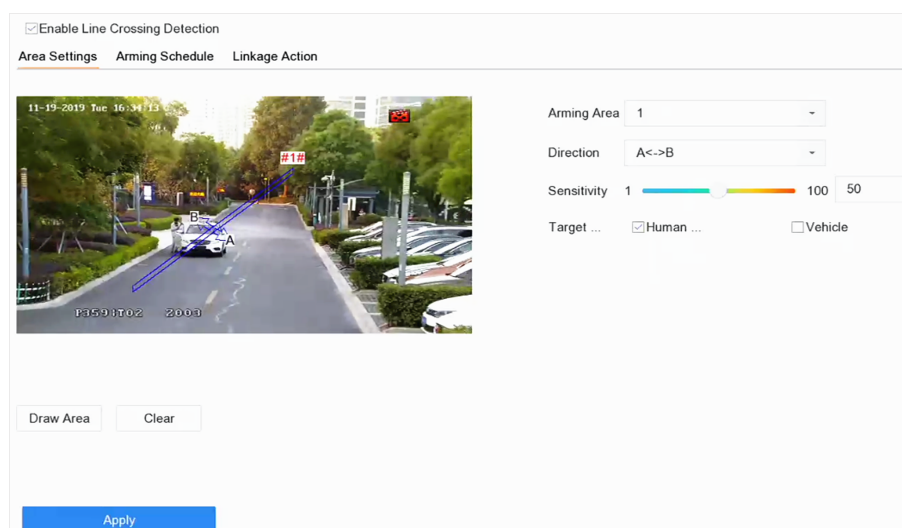 Enable Line Crossing Detection
Area Settings Arming Schedule Linkage Action
11-19-2019 Tue 16:34:13
#1#
B
A
Z003
Arming Area 1
Direction A<->B
Sensitivity 1 100 50
Target ... Human ... Vehicle
Draw Area Clear
Apply